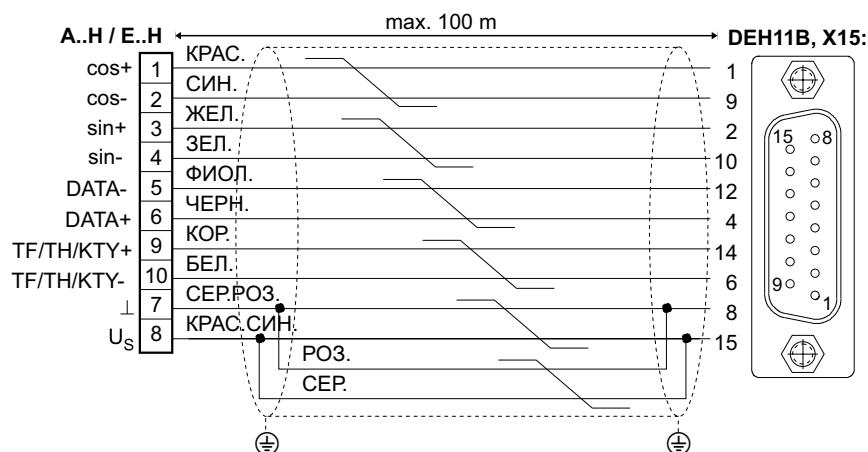 max. 100 m
A..H / E..H
DEH11B, X15:
cos+ 1 КРАС. 1
cos- 2 СИН. 9
sin+ 3 ЖЕЛ. 2
sin- 4 ЗЕЛ. 10
DATA- 5 ФИОЛ. 12
DATA+ 6 ЧЕРН. 4
TF/TH/KTY+ 9 КОР. 14
TF/TH/KTY- 10 БЕЛ. 6
⊥ 7 СЕР.РОЗ. 8
US 8 КРАС.СИН. 15
РОЗ.
СЕР.
15 8
9 1